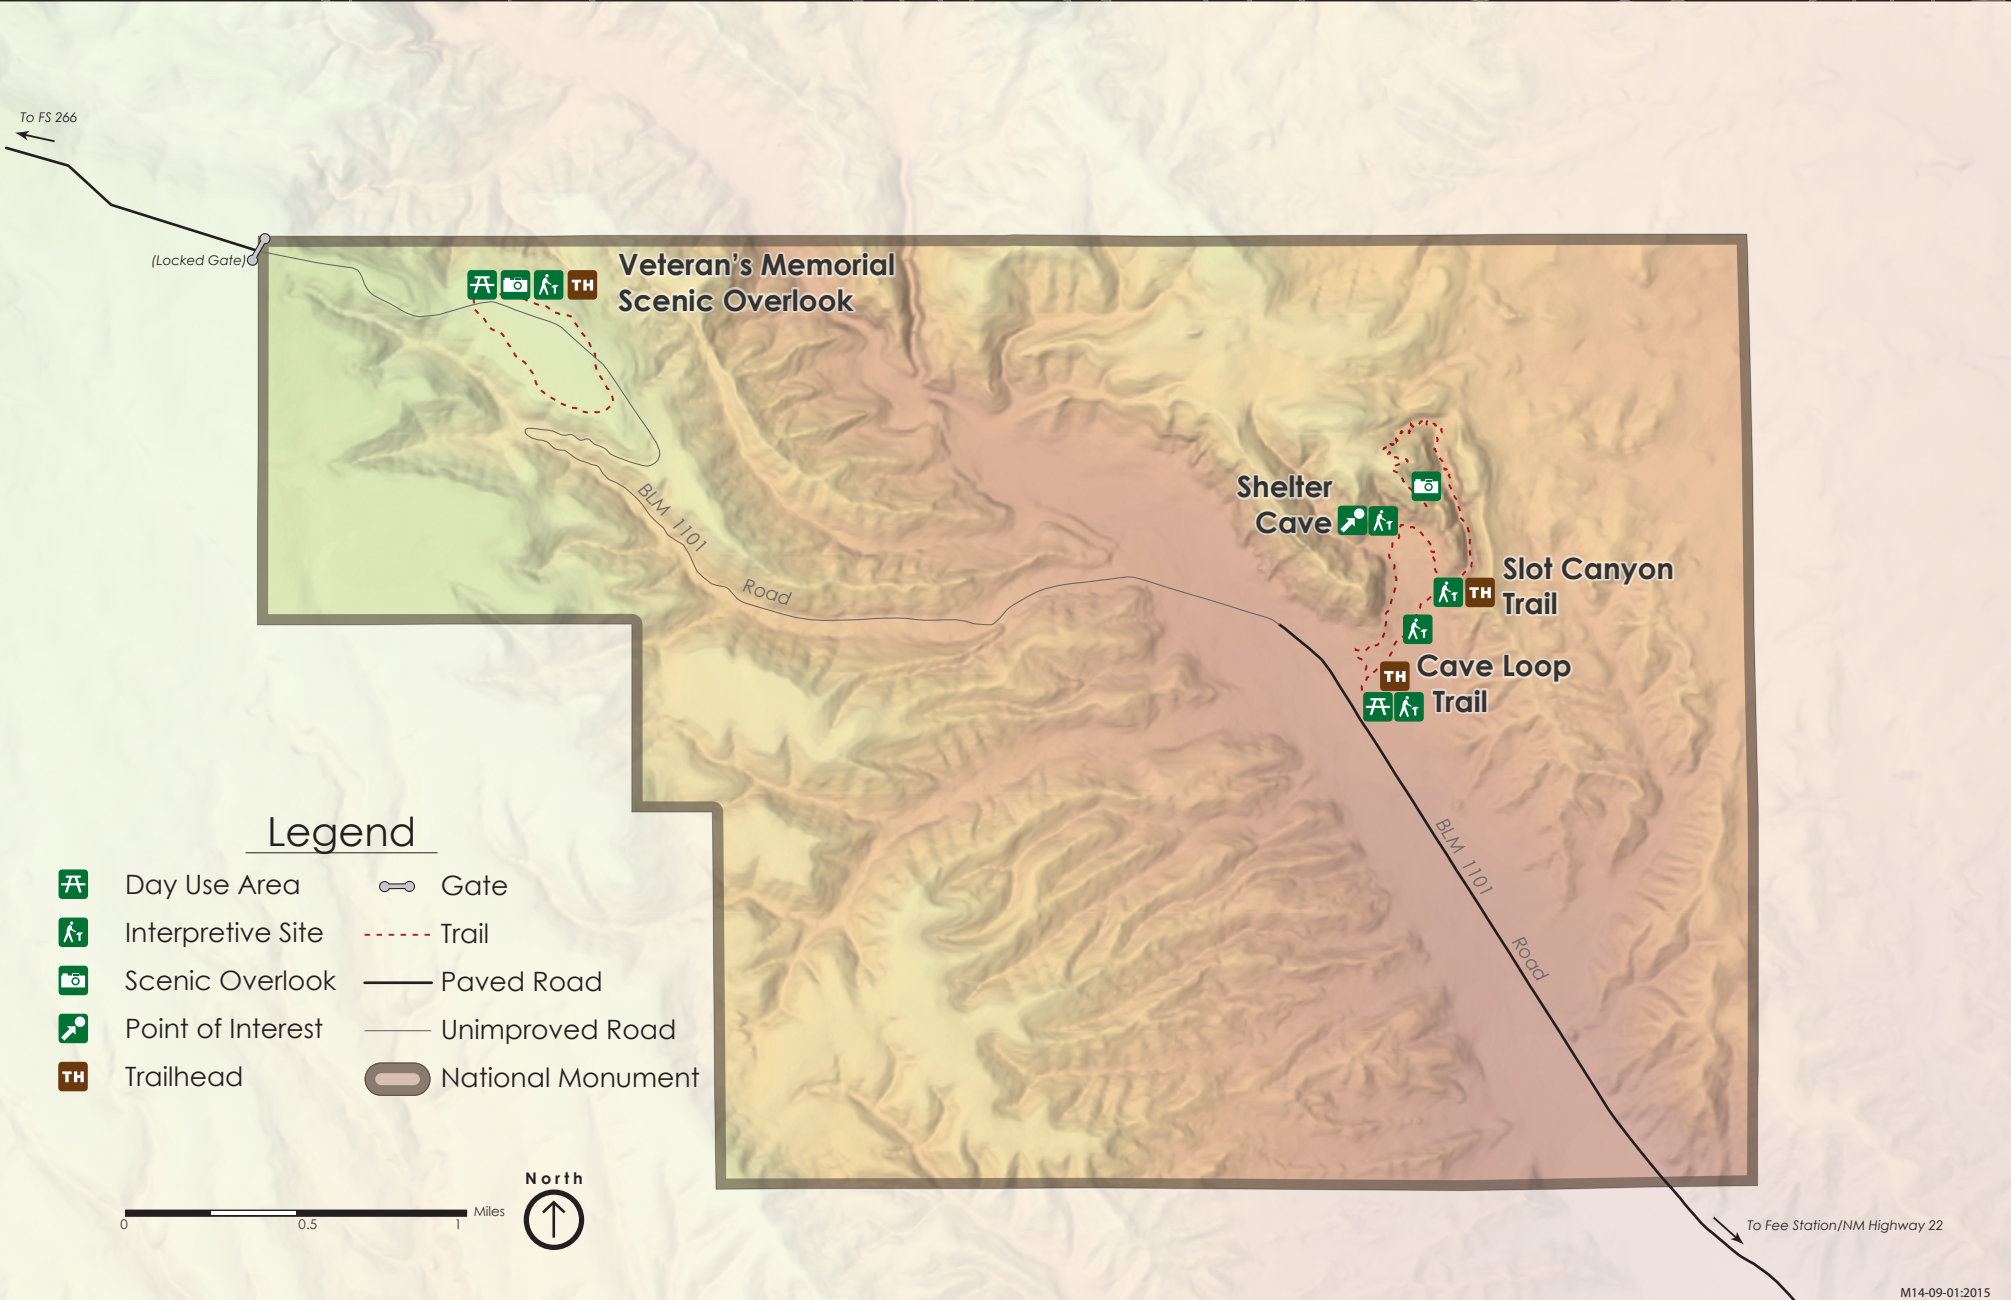 To FS 266
(Locked Gate)
Veteran's Memorial
Scenic Overlook
TH
BLM 1101
Road
Shelter
Cave
Slot Canyon
Trail
TH
Cave Loop
Trail
TH
BLM 1101
Road
Legend
Day Use Area
Interpretive Site
Scenic Overlook
Point of Interest
TH
Trailhead
Gate
Trail
Paved Road
Unimproved Road
National Monument
0
0.5
1
Miles
North
To Fee Station/NM Highway 22
M14-09-01:2015